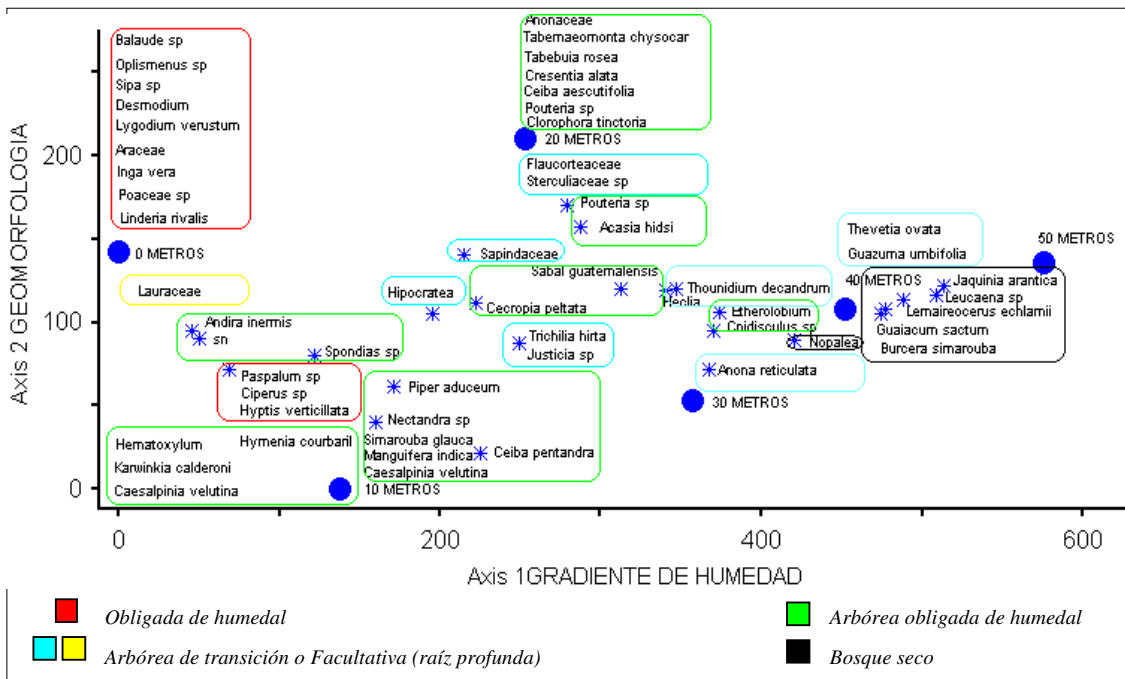 Balaude sp
Oplismenus sp
Sipa sp
Desmodium
Lygodium verustum
Araceae
Inga vera
Poaceae sp
Linderia rivalis
0 METROS
Lauraceae
Andira inermis
sn
Spondias sp
Paspalum sp
Ciperus sp
Hyptis verticillata
Hematoxylum
Hymenia courbaril
Karwinkia calderoni
Caesalpinia velutina
10 METROS
Anonaceae
Tabernaemonta chysocar
Tabebuia rosea
Cresentia alata
Ceiba aescutifolia
Pouteria sp
Clorophora tinctoria
20 METROS
Flaucorteaceae
Sterculiaceae sp
Pouteria sp
Acasia hidsi
Sapindaceae
Hipocratea
Sabal guatemalensis
Cecropia peltata
Trichilia hirta
Justicia sp
Piper aduceum
Nectandra sp
Simarouba glauca
Manguifera indica
Ceiba pentandra
Caesalpinia velutina
Thounidium decandrum
Heclia
Etherolobium
Cnidisculus sp
Nopalea
Anona reticulata
30 METROS
Thevetia ovata
Guazuma umbifolia
50 METROS
40 METROS
Jaquinia arantica
Leucaena sp
Lemaireocerus echlamii
Guaiacum sactum
Burcera simarouba
Axis 2 GEOMORFOLOGIA
200
100
0
0
200
400
600
Axis 1GRADIENTE DE HUMEDAD
Obligada de humedal
Arbórea obligada de humedal
Arbórea de transición o Facultativa (raíz profunda)
Bosque seco